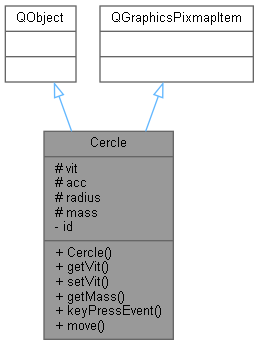 QObject
QGraphicsPixmapItem
Cercle
# vit
# acc
# radius
# mass
- id
+ Cercle()
+ getVit()
+ setVit()
+ getMass()
+ keyPressEvent()
+ move()